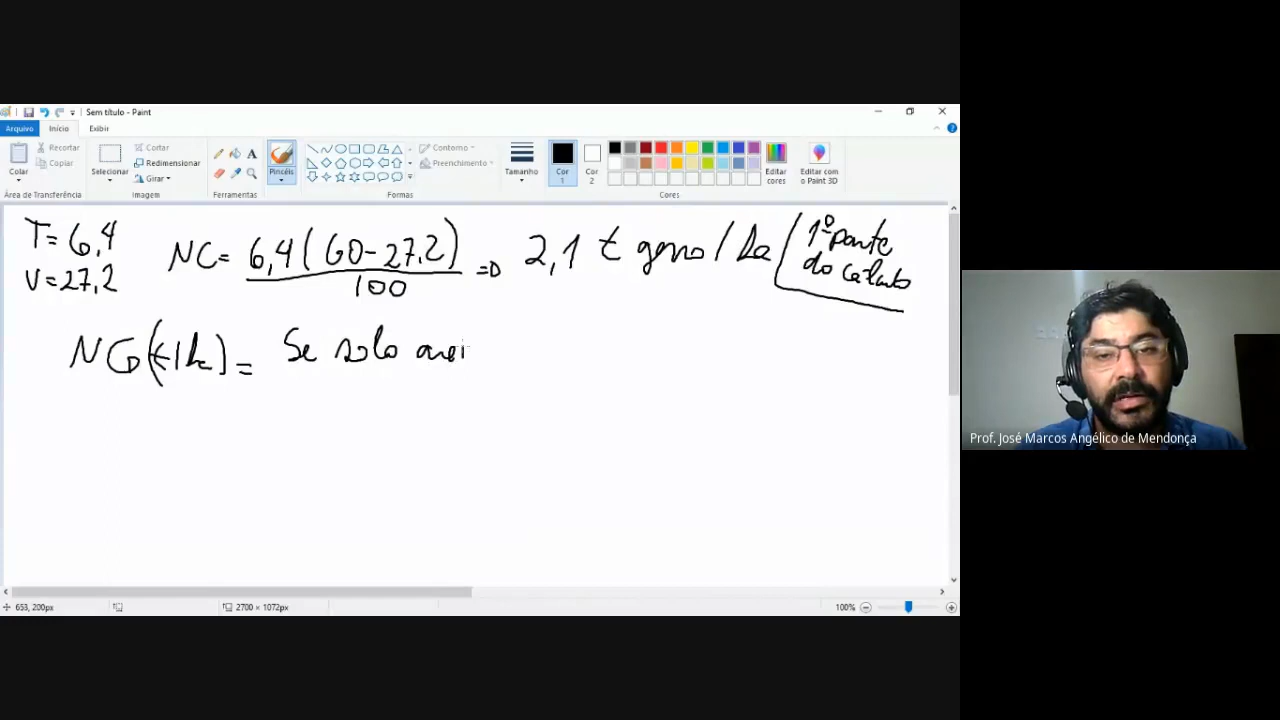 Sem título - Paint
Arquivo Início Exibir
Colar
Recortar
Copiar
Área de Transferência
Selecionar
Redimensionar
Girar
Imagem
Ferramentas
Pincéis
Contorno
Preenchimento
Formas
Tamanho
Cor 1
Cor 2
Editar cores
Editar com o Paint 3D
Cores
T= 6,4
V= 27,2
NC= 6,4 (60-27,2)
100
2,1 t
/ha
1ª parte
do cálculo
NG (t/ha) = Se solo arei
Prof. José Marcos Angélico de Mendonça
653, 200px
2700 × 1072px
100%